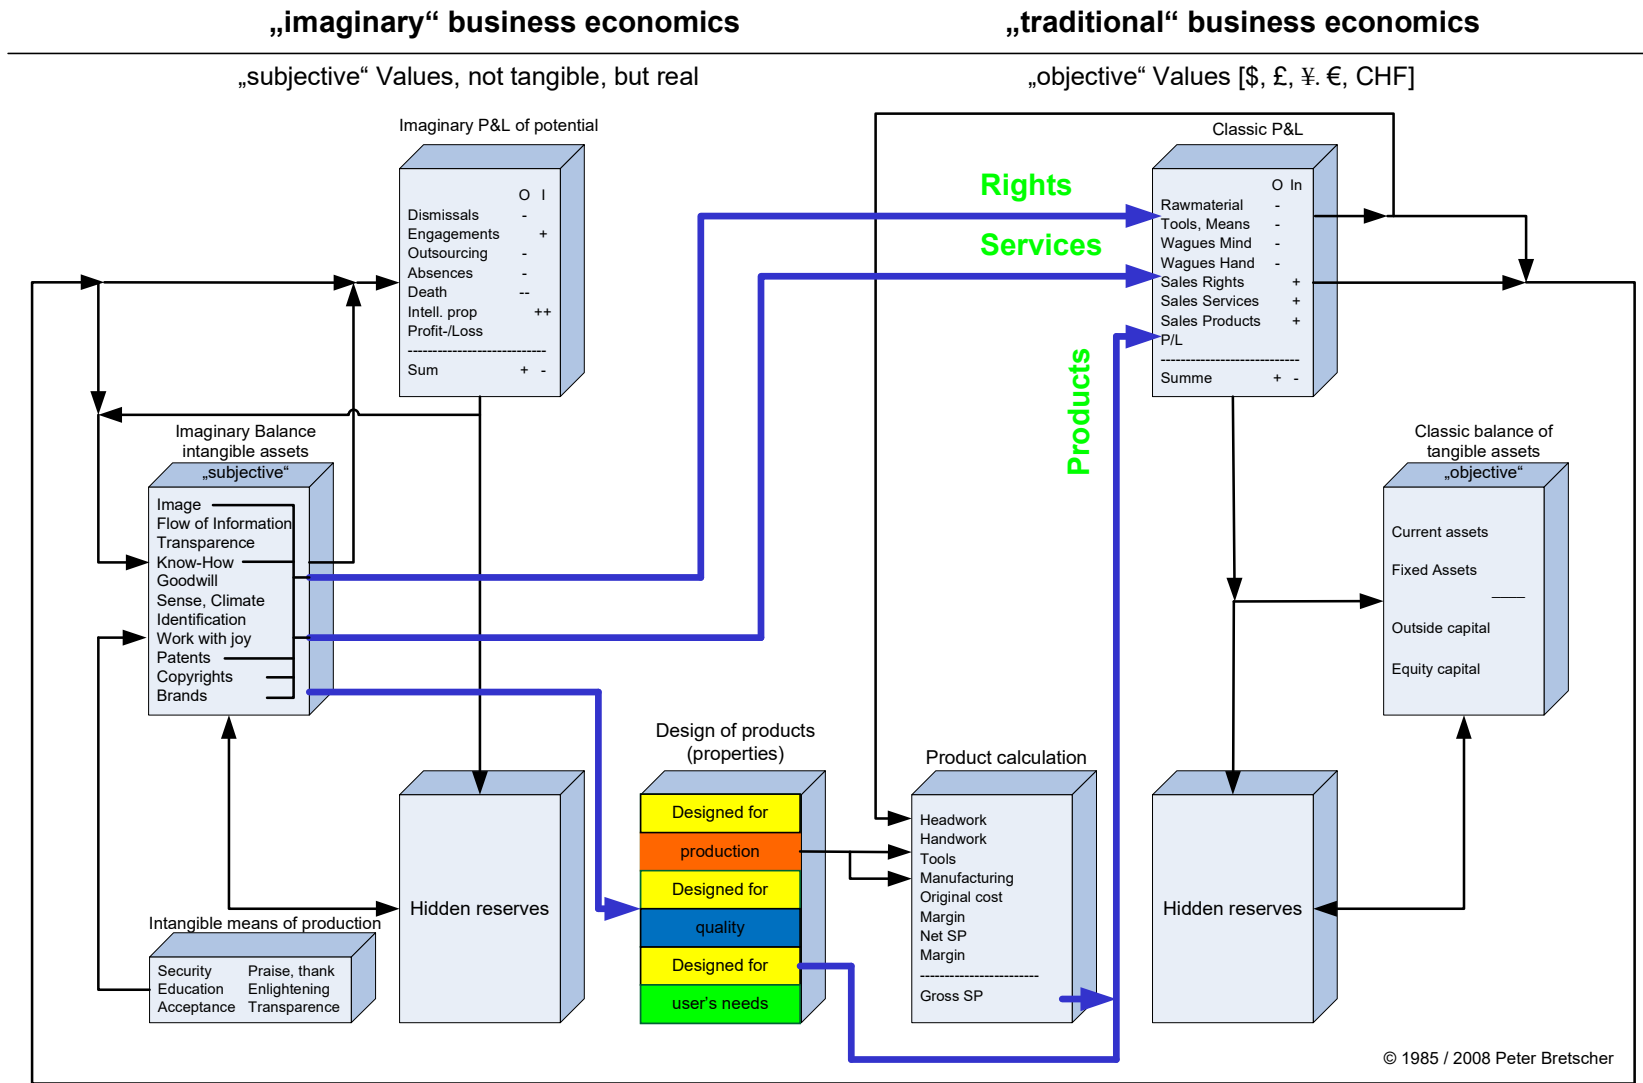 „imaginary“ business economics
„traditional“ business economics
„subjective“ Values, not tangible, but real
„objective“ Values [$, £, ¥. €, CHF]
Imaginary P&L of potential
O I
Dismissals -
Engagements +
Outsourcing -
Absences -
Death --
Intell. prop ++
Profit-/Loss
----------------------------
Sum + -
Classic P&L
O In
Rawmaterial -
Tools, Means -
Wagues Mind -
Wagues Hand -
Sales Rights +
Sales Services +
Sales Products +
P/L
----------------------------
Summe + -
Rights
Services
Products
Imaginary Balance
intangible assets
„subjective“
Image
Flow of Information
Transparence
Know-How
Goodwill
Sense, Climate
Identification
Work with joy
Patents
Copyrights
Brands
Classic balance of
tangible assets
„objective“
Current assets
Fixed Assets
Outside capital
Equity capital
Design of products
(properties)
Designed for
production
Designed for
quality
Designed for
user's needs
Product calculation
Headwork
Handwork
Tools
Manufacturing
Original cost
Margin
Net SP
Margin
------------------------
Gross SP
Hidden reserves
Hidden reserves
Intangible means of production
Security Praise, thank
Education Enlightening
Acceptance Transparence
© 1985 / 2008 Peter Bretscher